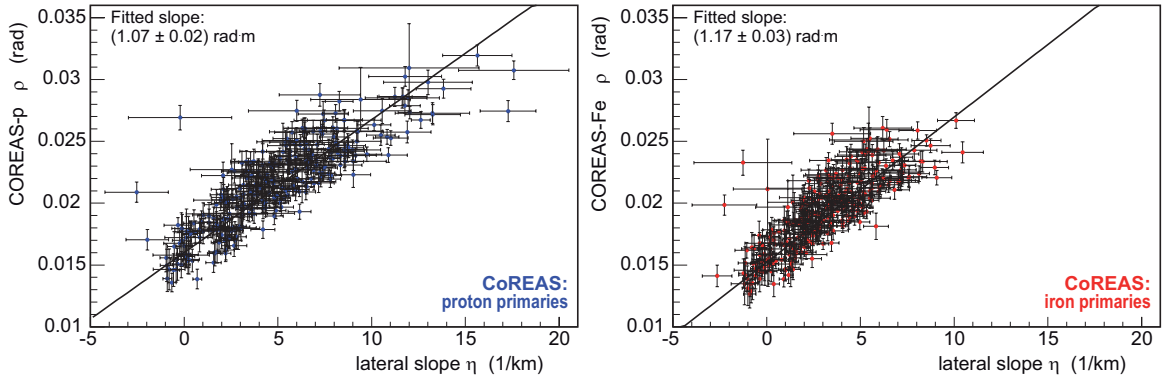 Fitted slope:
(1.07 ± 0.02) rad·m
COREAS-p ρ (rad)
0.035
0.03
0.025
0.02
0.015
0.01
CoREAS:
proton primaries
-5 0 5 10 15 20
lateral slope η (1/km)
Fitted slope:
(1.17 ± 0.03) rad·m
COREAS-Fe ρ (rad)
0.035
0.03
0.025
0.02
0.015
0.01
CoREAS:
iron primaries
-5 0 5 10 15 20
lateral slope η (1/km)